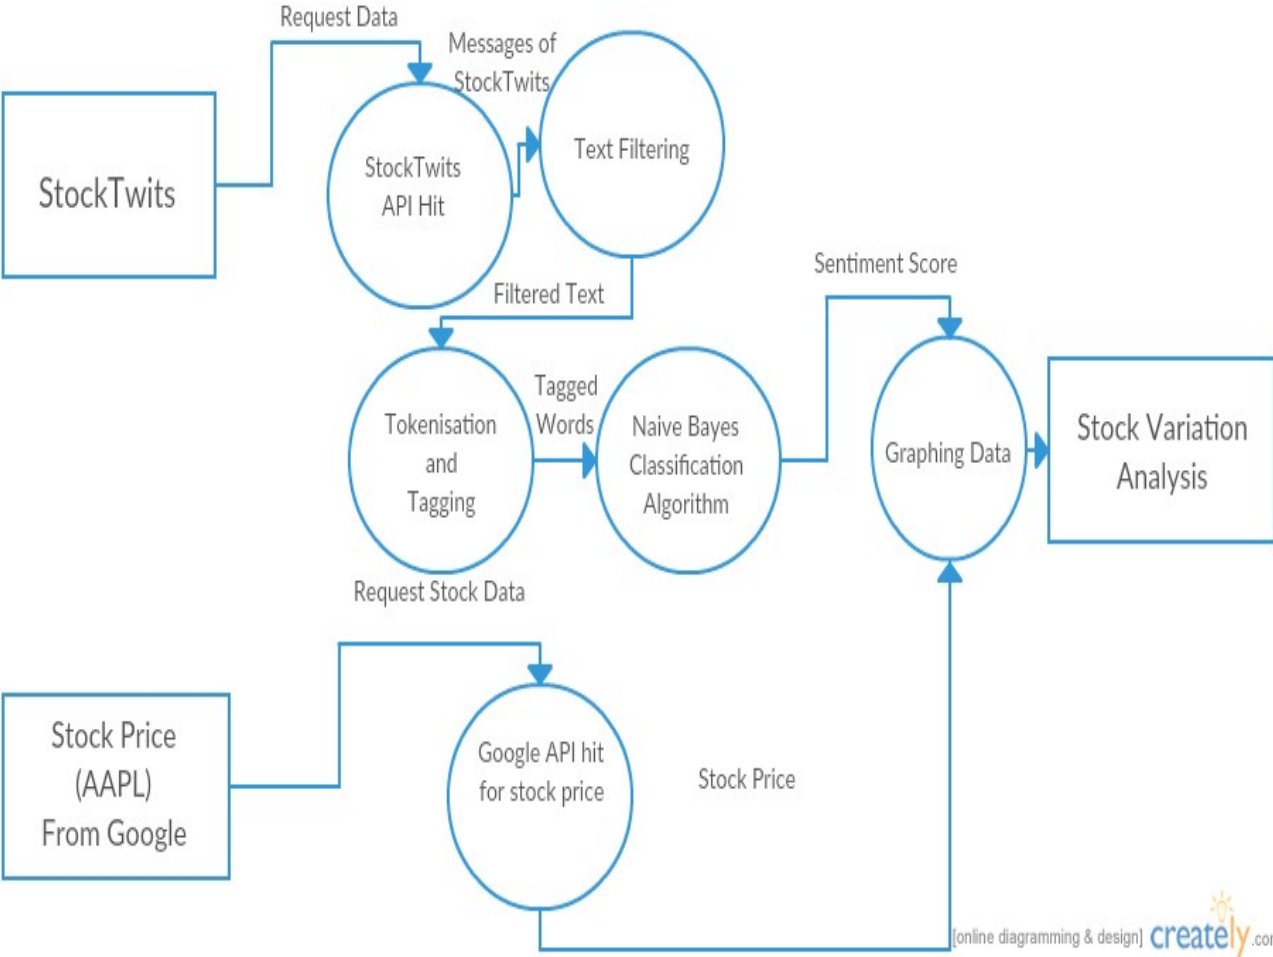 Request Data
Messages of
StockTwits
StockTwits
StockTwits
API Hit
Text Filtering
Filtered Text
Sentiment Score
Tokenisation
and
Tagging
Tagged
Words
Naive Bayes
Classification
Algorithm
Graphing Data
Stock Variation
Analysis
Request Stock Data
Stock Price
(AAPL)
From Google
Google API hit
for stock price
Stock Price
[online diagramming & design] creately.com